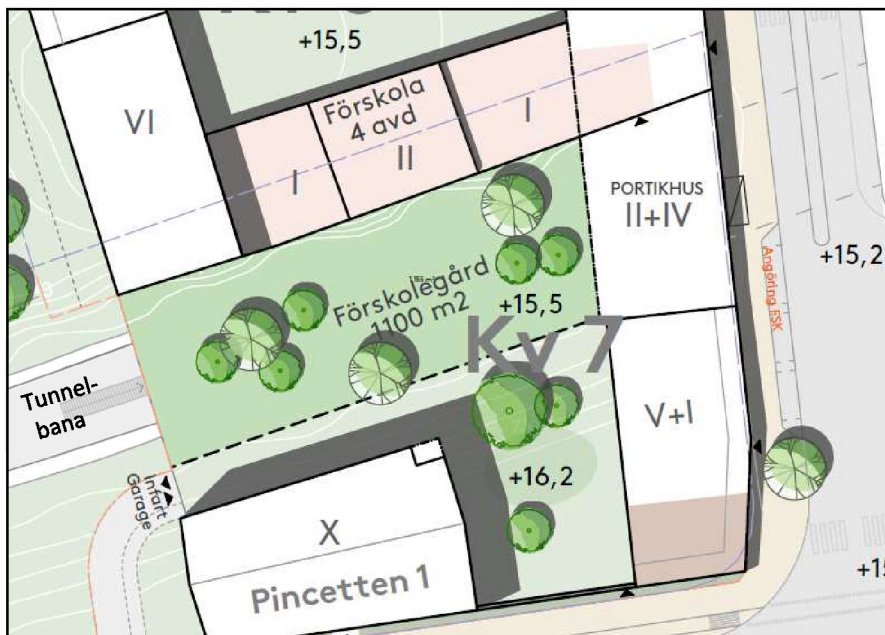 +15,5
VI
Förskola
4 avd
I
II
I
PORTIKHUS
II+IV
+15,2
Angöring FSK
Förskolegård
1100 m2
+15,5
Kv 7
Tunnel-
bana
V+I
+16,2
Infart
Garage
X
Pincetten 1